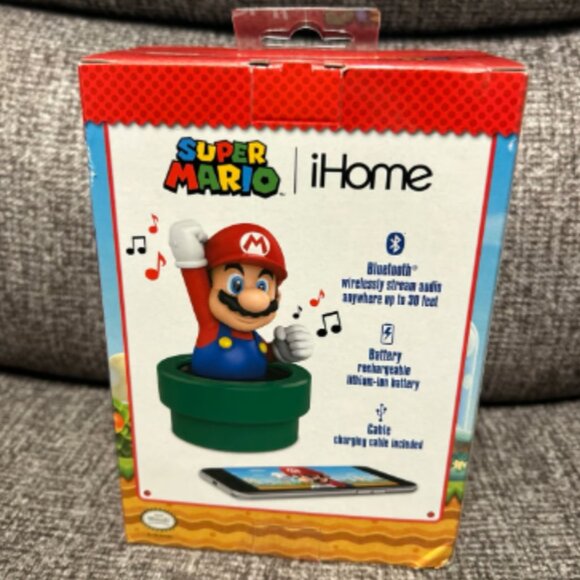 SUPER
MARIO
™
iHome
M
Bluetooth®
wirelessly stream audio
anywhere up to 30 feet
Battery
rechargeable
lithium-ion battery
Cable
charging cable included